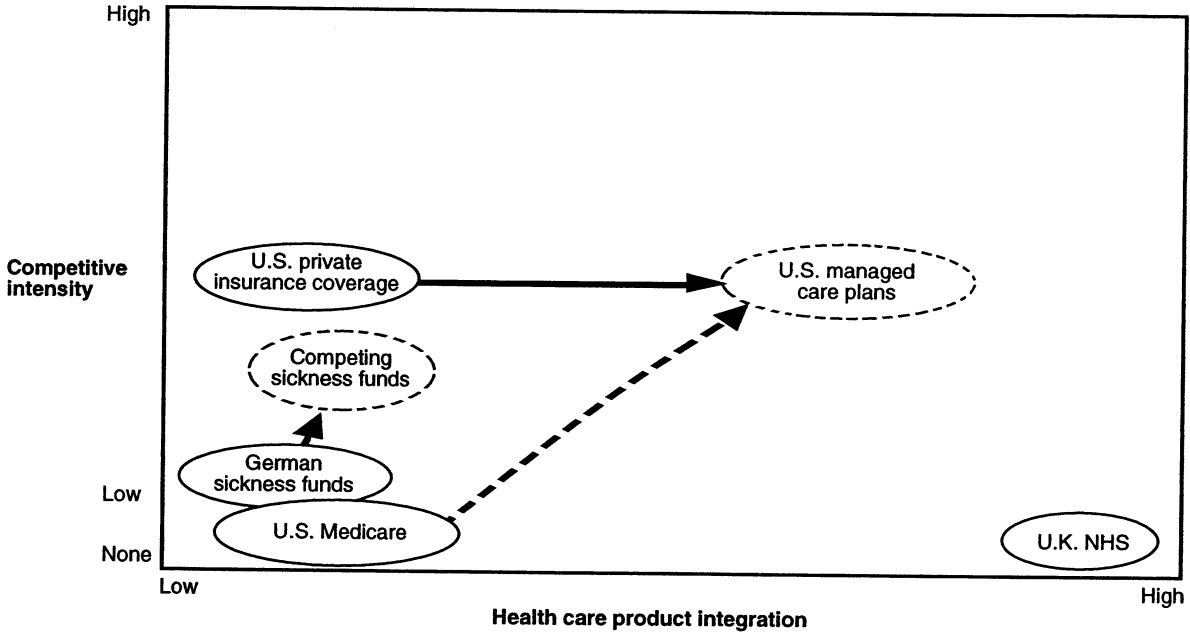 High
Competitive
intensity
U.S. private
insurance coverage
U.S. managed
care plans
Competing
sickness funds
German
sickness funds
Low
U.S. Medicare
None
U.K. NHS
Low
High
Health care product integration